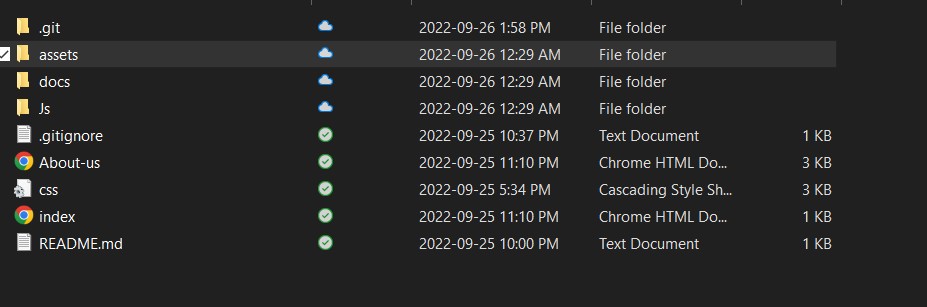 .git 2022-09-26 1:58 PM File folder
assets 2022-09-26 12:29 AM File folder
docs 2022-09-26 12:29 AM File folder
Js 2022-09-26 12:29 AM File folder
.gitignore 2022-09-25 10:37 PM Text Document 1 KB
About-us 2022-09-25 11:10 PM Chrome HTML Do... 3 KB
css 2022-09-25 5:34 PM Cascading Style Sh... 3 KB
index 2022-09-25 11:10 PM Chrome HTML Do... 1 KB
README.md 2022-09-25 10:00 PM Text Document 1 KB